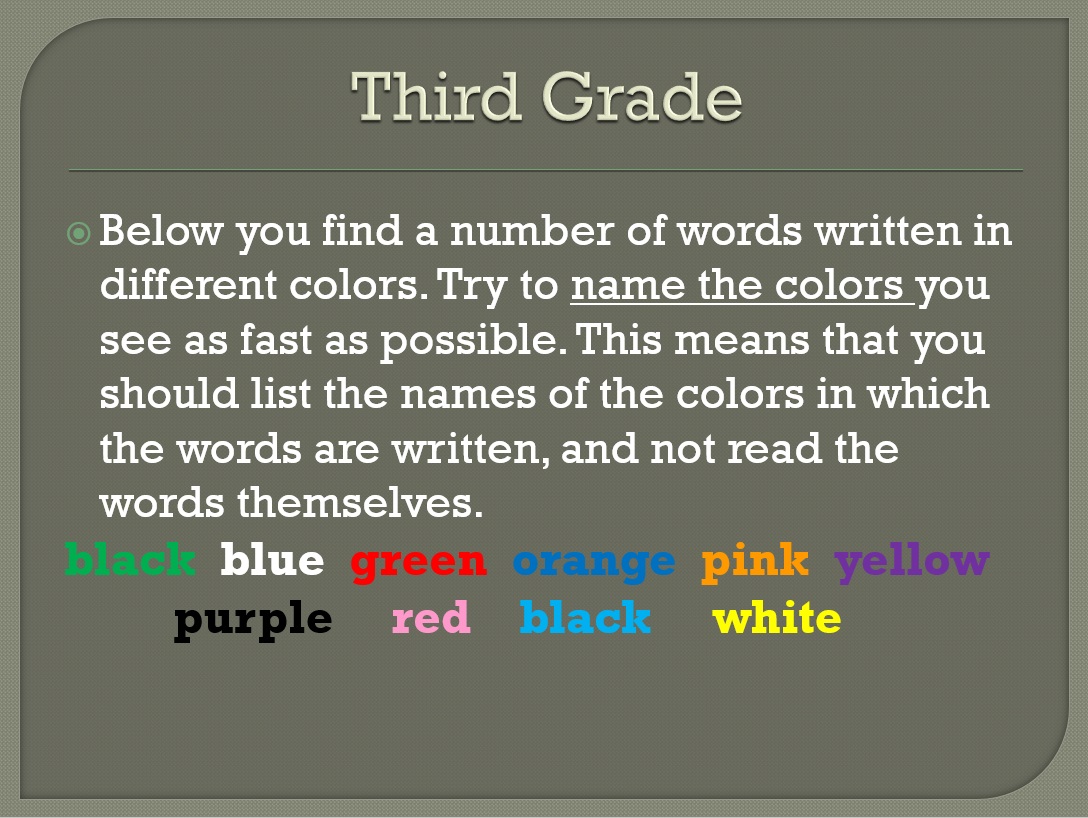 Third Grade
Below you find a number of words written in
different colors. Try to name the colors you
see as fast as possible. This means that you
should list the names of the colors in which
the words are written, and not read the
words themselves.
black blue green orange pink yellow
purple red black white